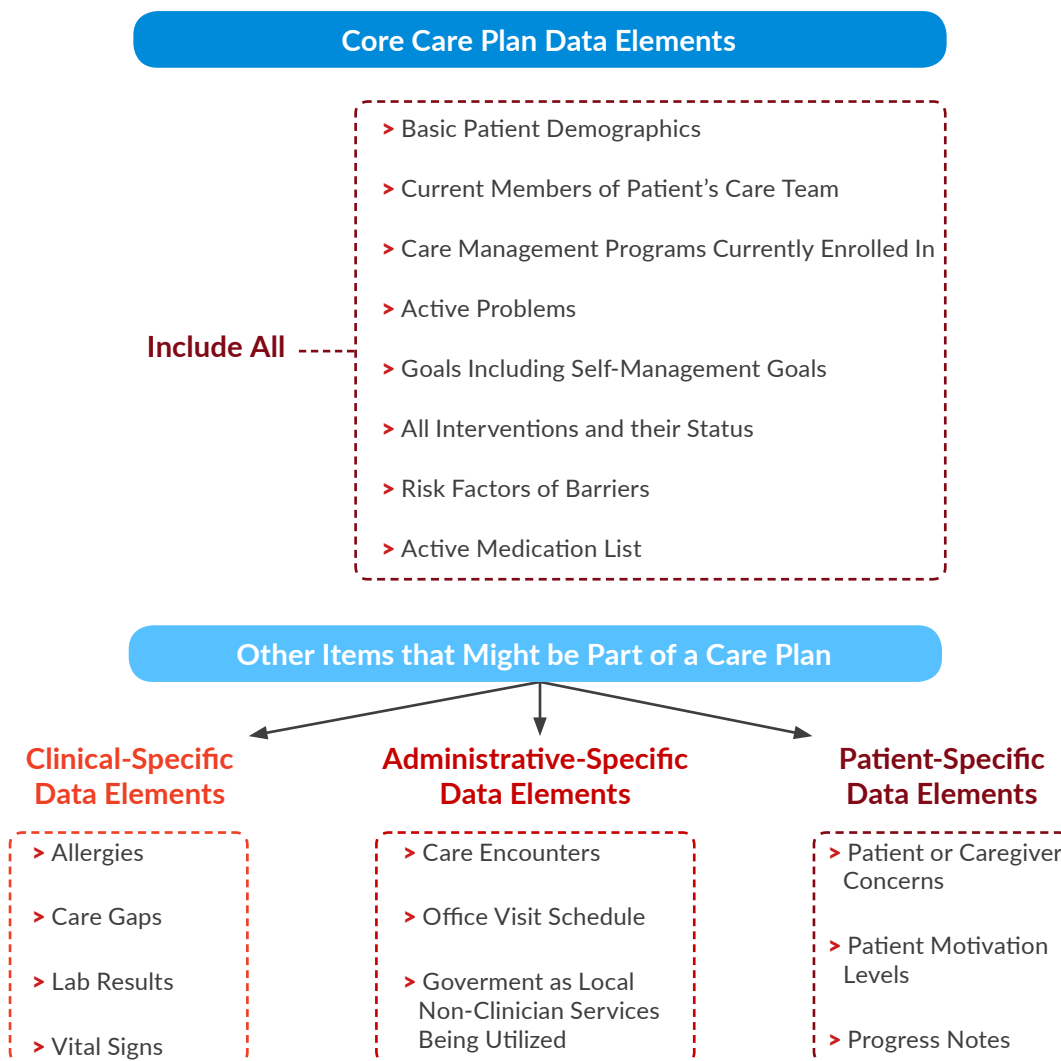 Core Care Plan Data Elements
> Basic Patient Demographics
> Current Members of Patient’s Care Team
> Care Management Programs Currently Enrolled In
> Active Problems
Include All
> Goals Including Self-Management Goals
> All Interventions and their Status
> Risk Factors of Barriers
> Active Medication List
Other Items that Might be Part of a Care Plan
Clinical-Specific
Data Elements
> Allergies
> Care Gaps
> Lab Results
> Vital Signs
Administrative-Specific
Data Elements
> Care Encounters
> Office Visit Schedule
> Goverment as Local
Non-Clinician Services
Being Utilized
Patient-Specific
Data Elements
> Patient or Caregiver
Concerns
> Patient Motivation
Levels
> Progress Notes